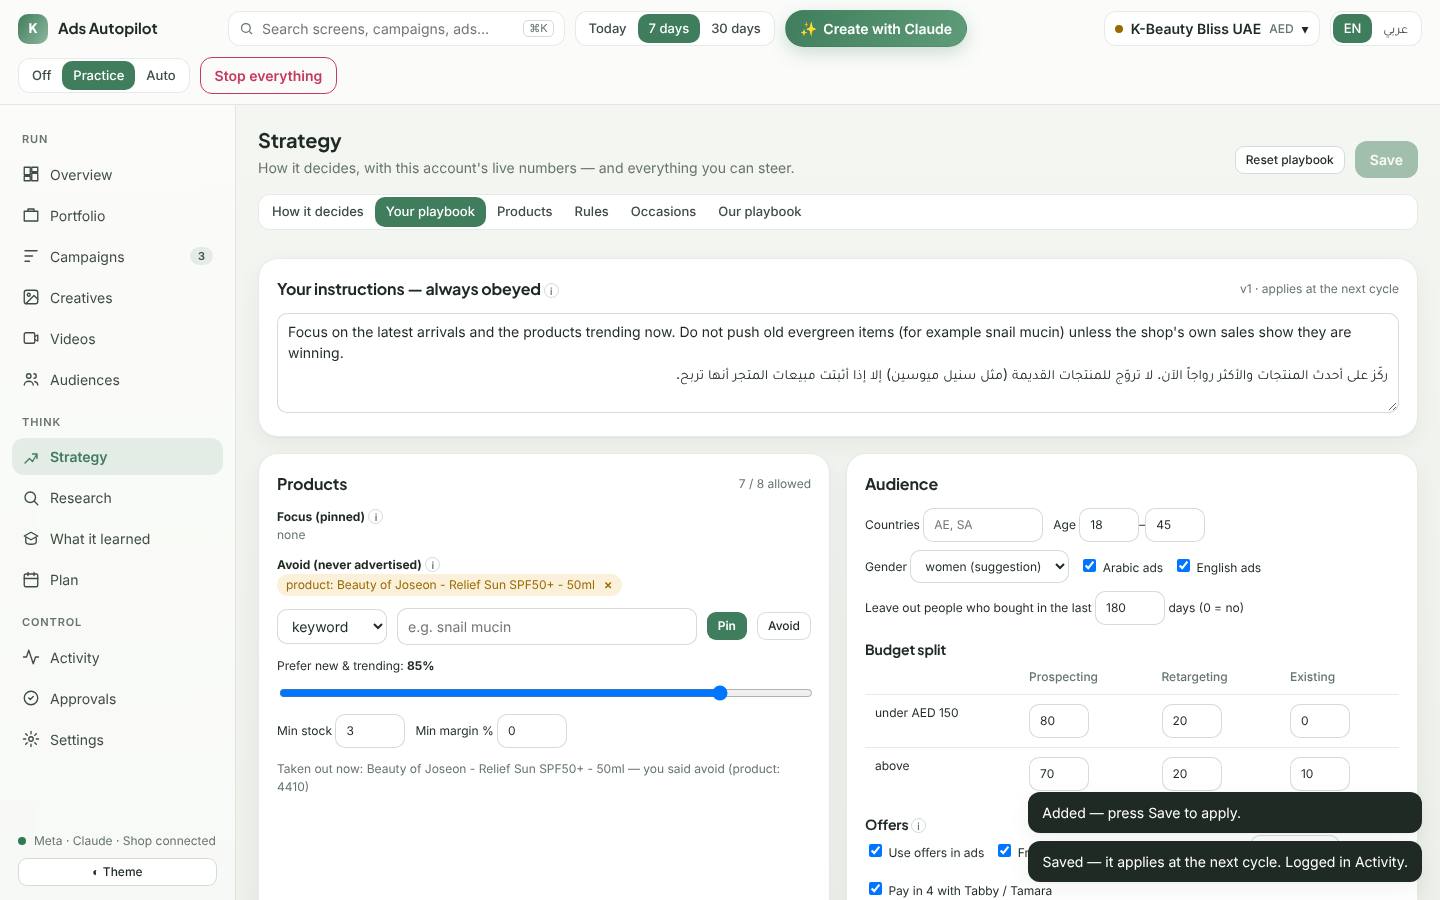 K Ads Autopilot
Search screens, campaigns, ads... ⌘K
Today 7 days 30 days
✨ Create with Claude
K-Beauty Bliss UAE AED ▾
EN عربي
Off Practice Auto
Stop everything
RUN
Overview
Portfolio
Campaigns 3
Creatives
Videos
Audiences
THINK
Strategy
Research
What it learned
Plan
CONTROL
Activity
Approvals
Settings
Meta · Claude · Shop connected
Theme
Strategy
How it decides, with this account's live numbers — and everything you can steer.
Reset playbook Save
How it decides Your playbook Products Rules Occasions Our playbook
Your instructions — always obeyed i
v1 · applies at the next cycle
Focus on the latest arrivals and the products trending now. Do not push old evergreen items (for example snail mucin) unless the shop's own sales show they are
winning.
ركّز على أحدث المنتجات والأكثر رواجاً الآن. لا تروّج للمنتجات القديمة (مثل سنيل ميوسين) إلا إذا أثبتت مبيعات المتجر أنها تربح.
Products 7 / 8 allowed
Focus (pinned) i
none
Avoid (never advertised) i
product: Beauty of Joseon - Relief Sun SPF50+ - 50ml ×
keyword e.g. snail mucin Pin Avoid
Prefer new & trending: 85%
Min stock 3 Min margin % 0
Taken out now: Beauty of Joseon - Relief Sun SPF50+ - 50ml — you said avoid (product:
4410)
Audience
Countries AE, SA Age 18 – 45
Gender women (suggestion) Arabic ads English ads
Leave out people who bought in the last 180 days (0 = no)
Budget split
Prospecting Retargeting Existing
under AED 150 80 20 0
above 70 20 10
Offers i
Use offers in ads
Pay in 4 with Tabby / Tamara
Added — press Save to apply.
Saved — it applies at the next cycle. Logged in Activity.